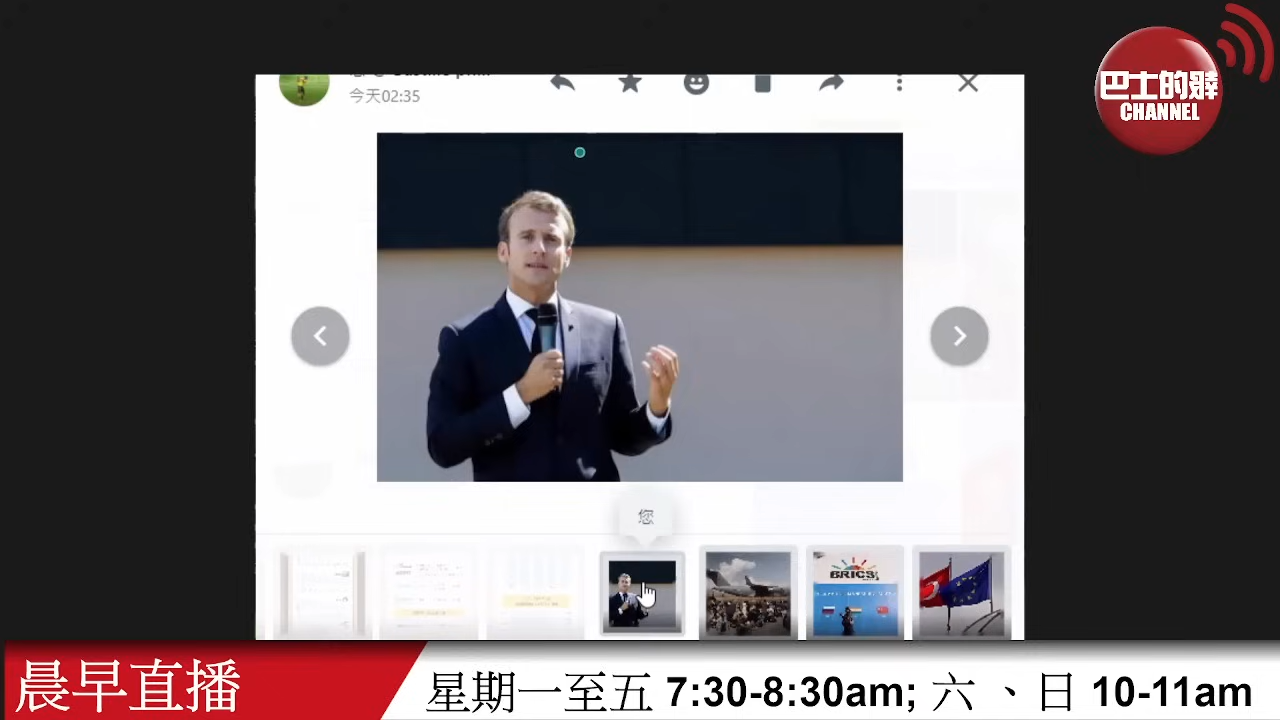 巴士的報
CHANNEL
今天02:35
您
BRICS
晨早直播
星期一至五 7:30-8:30am; 六、日 10-11am